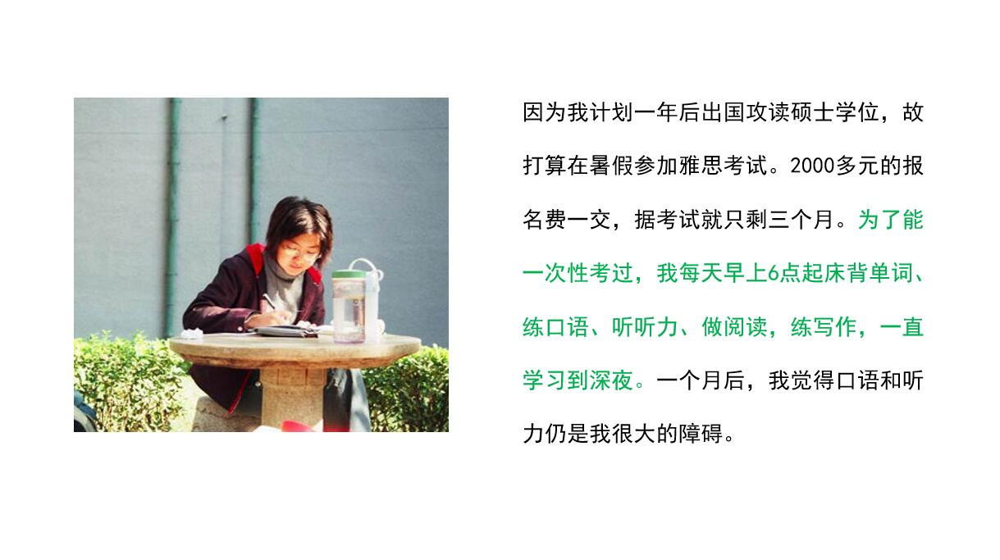 因为我计划一年后出国攻读硕士学位，故
打算在暑假参加雅思考试。2000多元的报
名费一交，据考试就只剩三个月。为了能
一次性考过，我每天早上6点起床背单词、
练口语、听听力、做阅读，练写作，一直
学习到深夜。一个月后，我觉得口语和听
力仍是我很大的障碍。